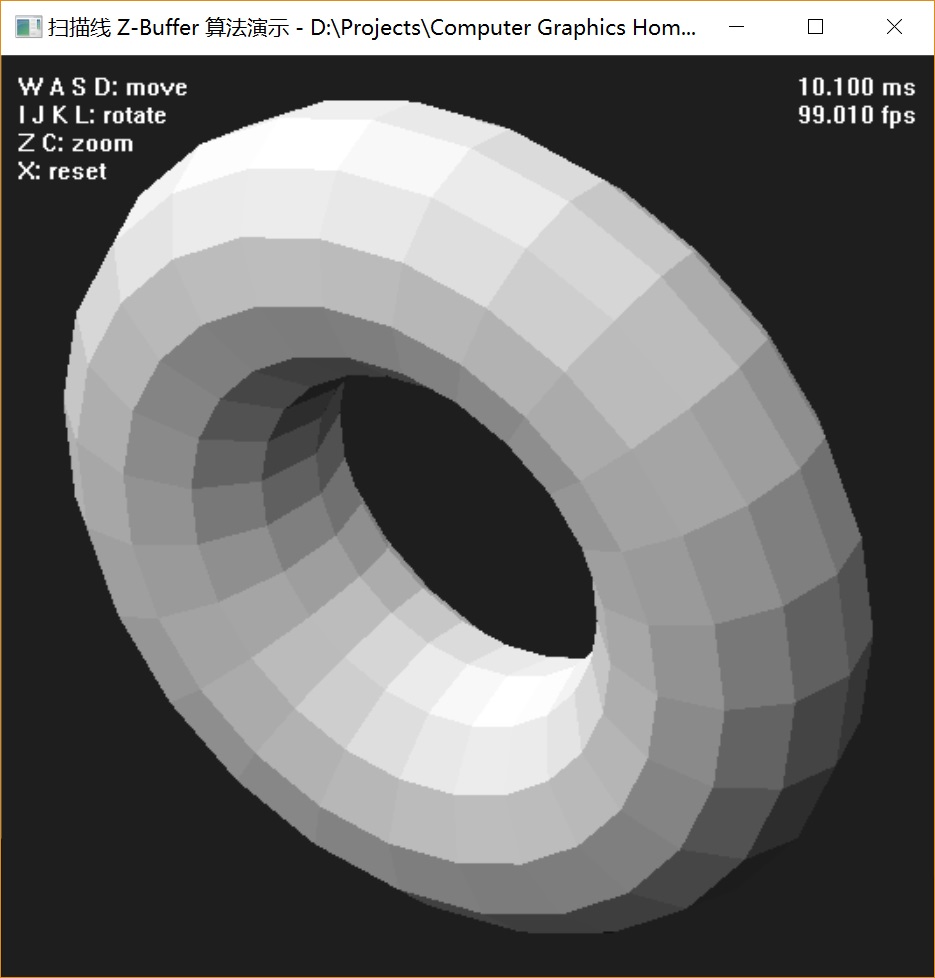 扫描线 Z-Buffer 算法演示 - D:\Projects\Computer Graphics Hom...
W A S D: move
I J K L: rotate
Z C: zoom
X: reset
10.100 ms
99.010 fps